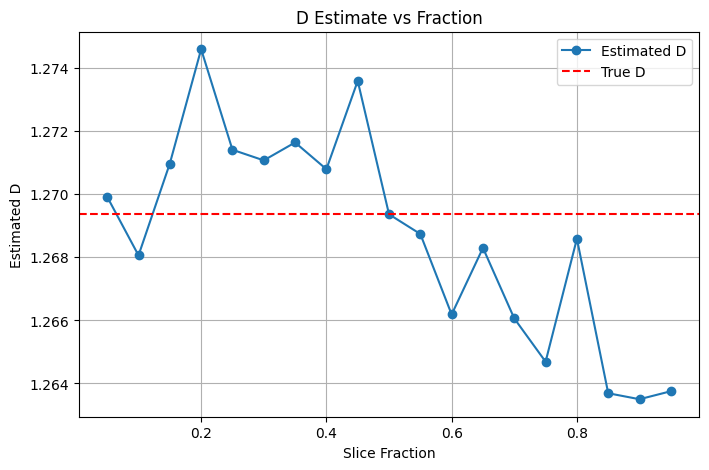 D Estimate vs Fraction
Estimated D
True D
1.274
1.272
1.270
1.268
1.266
1.264
Estimated D
0.2
0.4
0.6
0.8
Slice Fraction